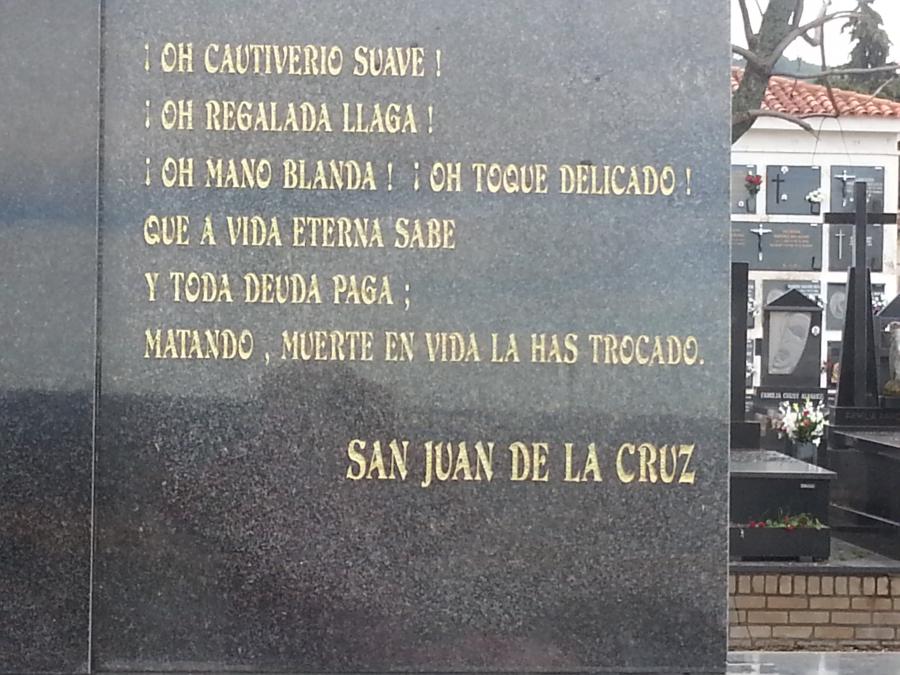 ¡ OH CAUTIVERIO SUAVE !
¡ OH REGALADA LLAGA !
¡ OH MANO BLANDA ! ¡ OH TOQUE DELICADO !
QUE A VIDA ETERNA SABE
Y TODA DEUDA PAGA ;
MATANDO , MUERTE EN VIDA LA HAS TROCADO.
SAN JUAN DE LA CRUZ
FAMILIA